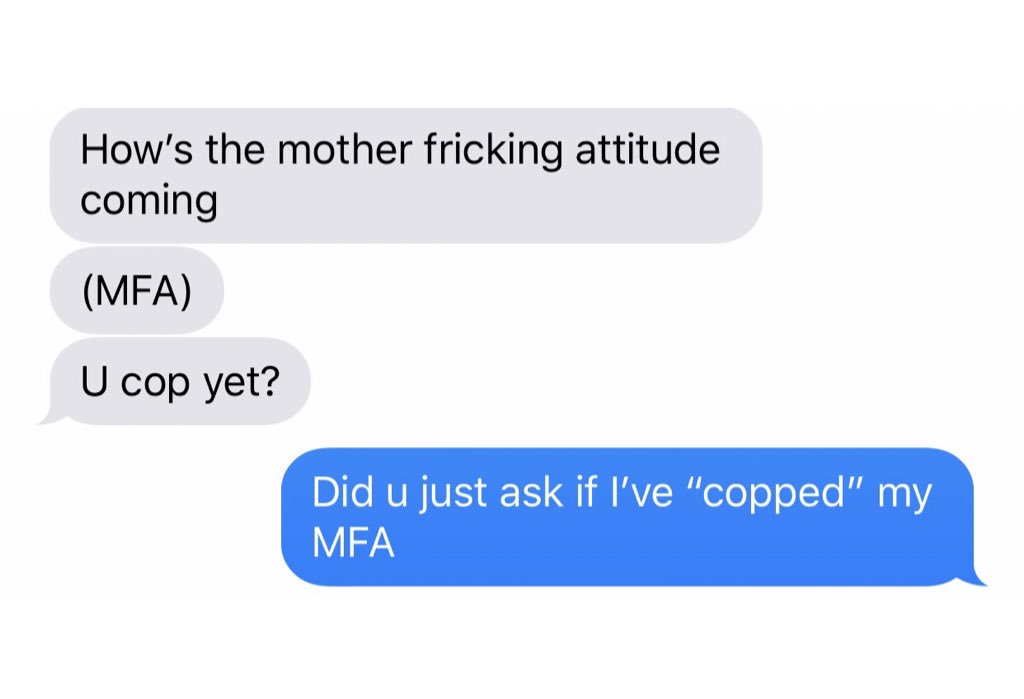 How’s the mother fricking attitude
coming
(MFA)
U cop yet?
Did u just ask if I’ve “copped” my
MFA